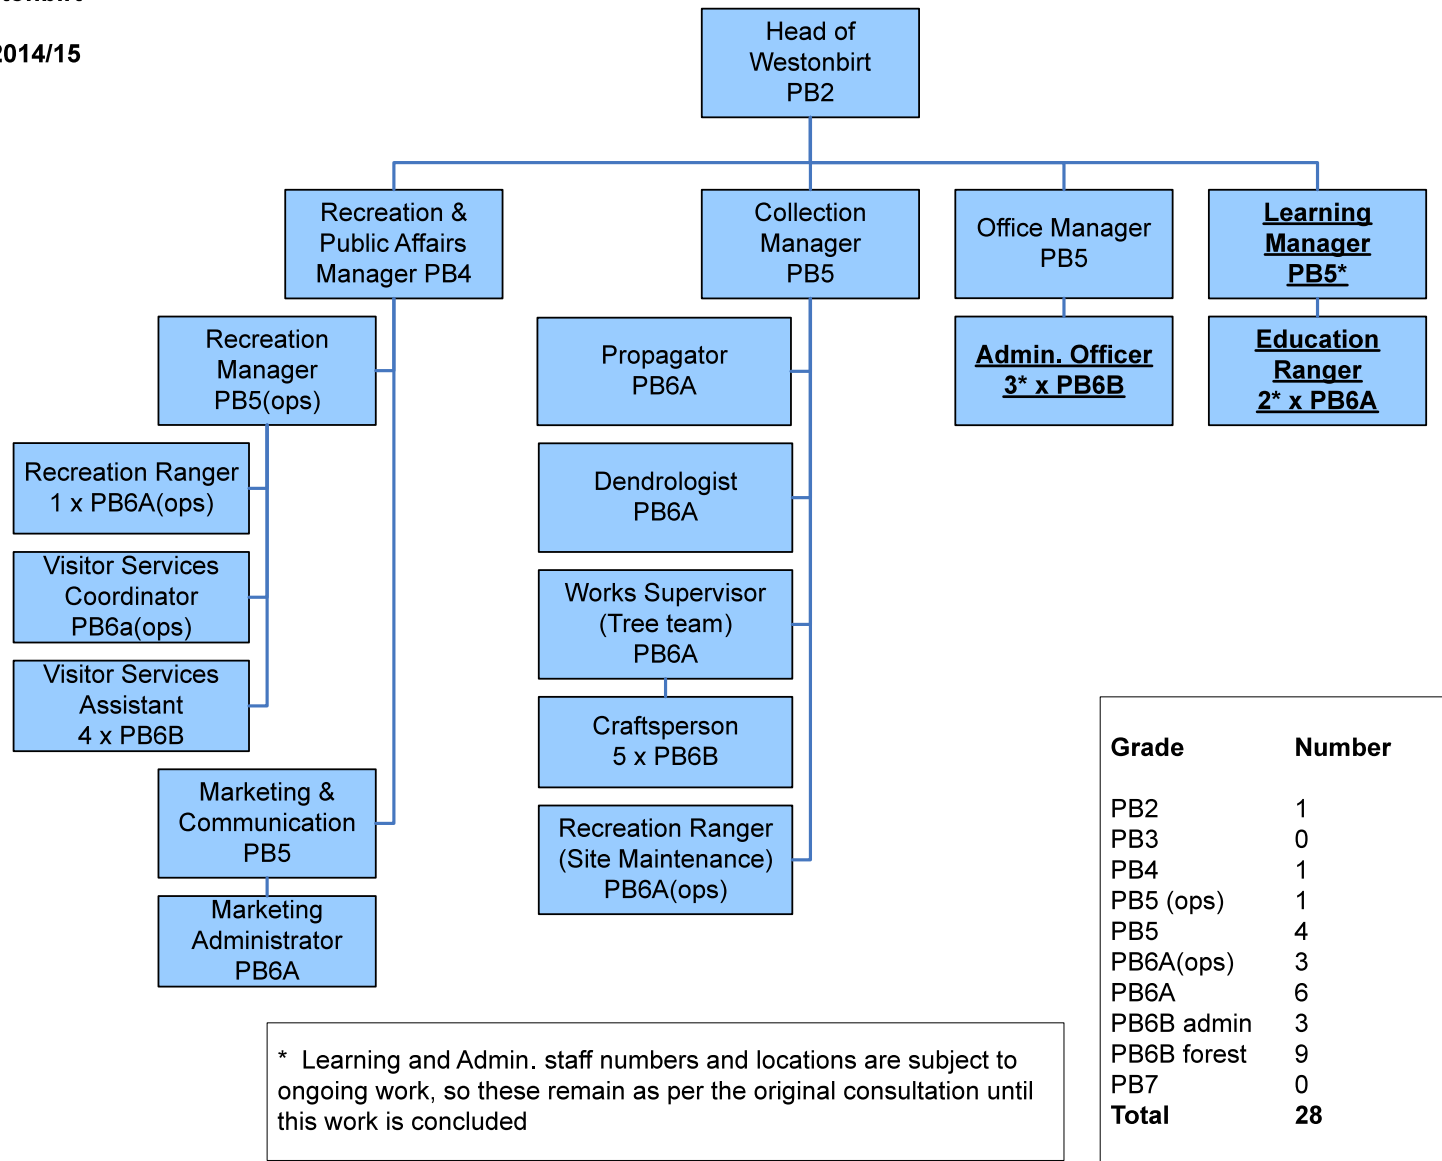 2014/15
Head of
Westonbirt
PB2
Recreation &
Public Affairs
Manager PB4
Collection
Manager
PB5
Office Manager
PB5
Learning
Manager
PB5*
Recreation
Manager
PB5(ops)
Propagator
PB6A
Admin. Officer
3* x PB6B
Education
Ranger
2* x PB6A
Recreation Ranger
1 x PB6A(ops)
Dendrologist
PB6A
Visitor Services
Coordinator
PB6a(ops)
Works Supervisor
(Tree team)
PB6A
Visitor Services
Assistant
4 x PB6B
Craftsperson
5 x PB6B
Marketing &
Communication
PB5
Recreation Ranger
(Site Maintenance)
PB6A(ops)
Marketing
Administrator
PB6A
Grade Number
PB2 1
PB3 0
PB4 1
PB5 (ops) 1
PB5 4
PB6A(ops) 3
PB6A 6
PB6B admin 3
PB6B forest 9
PB7 0
Total 28
* Learning and Admin. staff numbers and locations are subject to
ongoing work, so these remain as per the original consultation until
this work is concluded